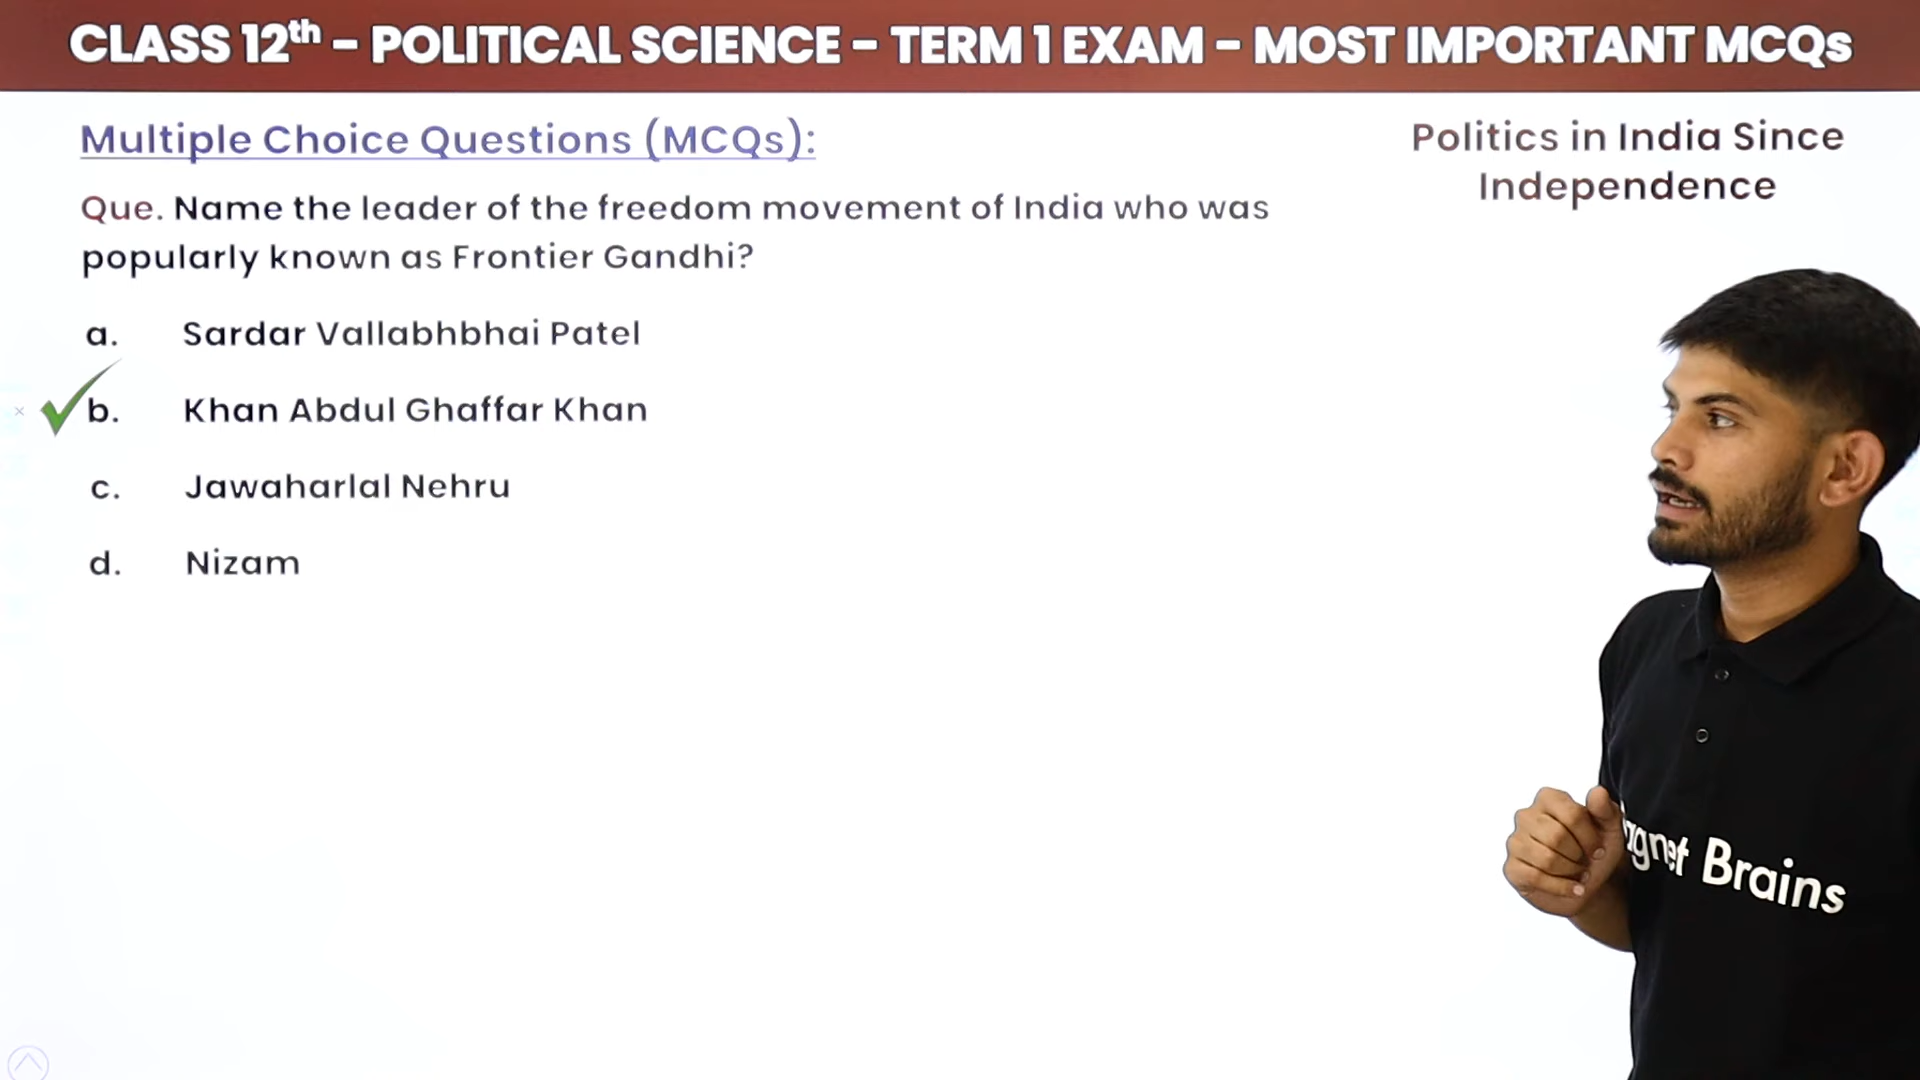 CLASS 12th - POLITICAL SCIENCE - TERM 1 EXAM - MOST IMPORTANT MCQs
Multiple Choice Questions (MCQs):
Politics in India Since
Independence
Que. Name the leader of the freedom movement of India who was
popularly known as Frontier Gandhi?
a. Sardar Vallabhbhai Patel
b. Khan Abdul Ghaffar Khan
c. Jawaharlal Nehru
d. Nizam
agnet Brains